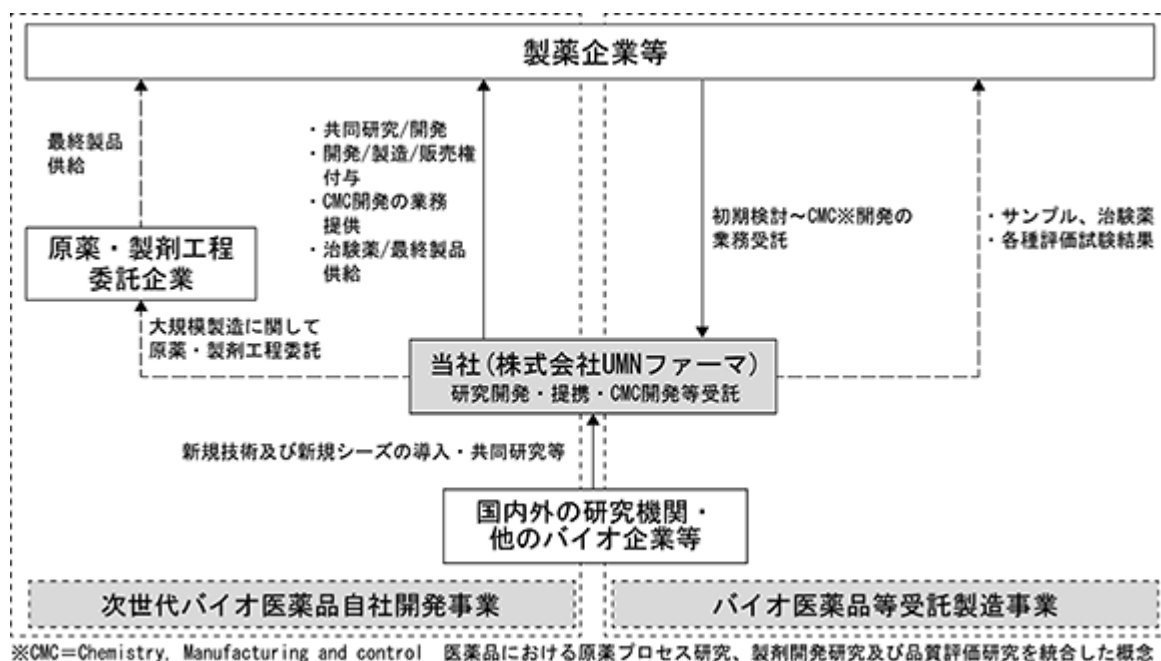 製薬企業等
最終製品
供給
・共同研究/開発
・開発/製造/販売権
付与
・CMC開発の業務
提供
・治験薬/最終製品
供給
初期検討～CMC※開発の
業務受託
・サンプル、治験薬
・各種評価試験結果
原薬・製剤工程
委託企業
大規模製造に関して
原薬・製剤工程委託
当社(株式会社UMNファーマ)
研究開発・提携・CMC開発等受託
新規技術及び新規シーズの導入・共同研究等
国内外の研究機関・
他のバイオ企業等
次世代バイオ医薬品自社開発事業
バイオ医薬品等受託製造事業
※CMC=Chemistry, Manufacturing and control 医薬品における原薬プロセス研究、製剤開発研究及び品質評価研究を統合した概念